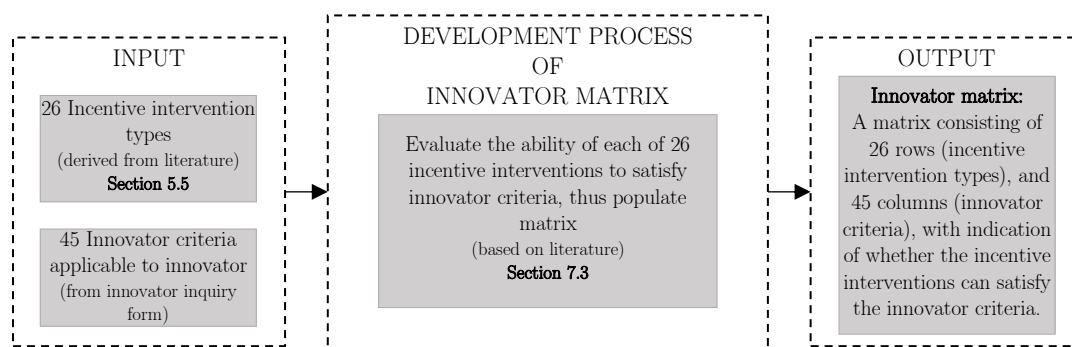 INPUT
26 Incentive intervention
types
(derived from literature)
Section 5.5
45 Innovator criteria
applicable to innovator
(from innovator inquiry
form)
DEVELOPMENT PROCESS
OF
INNOVATOR MATRIX
Evaluate the ability of each of 26
incentive interventions to satisfy
innovator criteria, thus populate
matrix
(based on literature)
Section 7.3
OUTPUT
Innovator matrix:
A matrix consisting of
26 rows (incentive
intervention types), and
45 columns (innovator
criteria), with indication
of whether the incentive
interventions can satisfy
the innovator criteria.